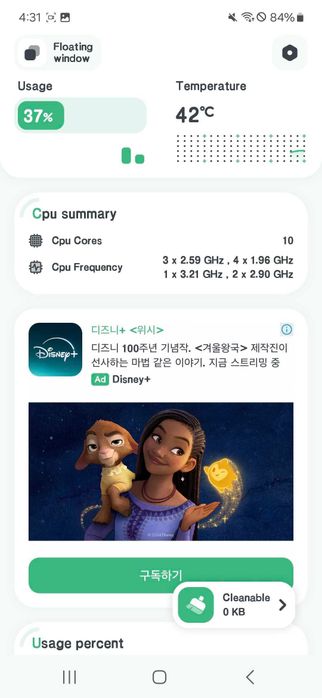 4:31
84%
Floating
window
Usage
Temperature
37%
42℃
Cpu summary
Cpu Cores
10
Cpu Frequency
3 x 2.59 GHz , 4 x 1.96 GHz
1 x 3.21 GHz , 2 x 2.90 GHz
디즈니+ <위시>
Disney+
디즈니 100주년 기념작. <겨울왕국> 제작진이
선사하는 마법 같은 이야기. 지금 스트리밍 중
Ad Disney+
구독하기
Cleanable
0 KB
Usage percent